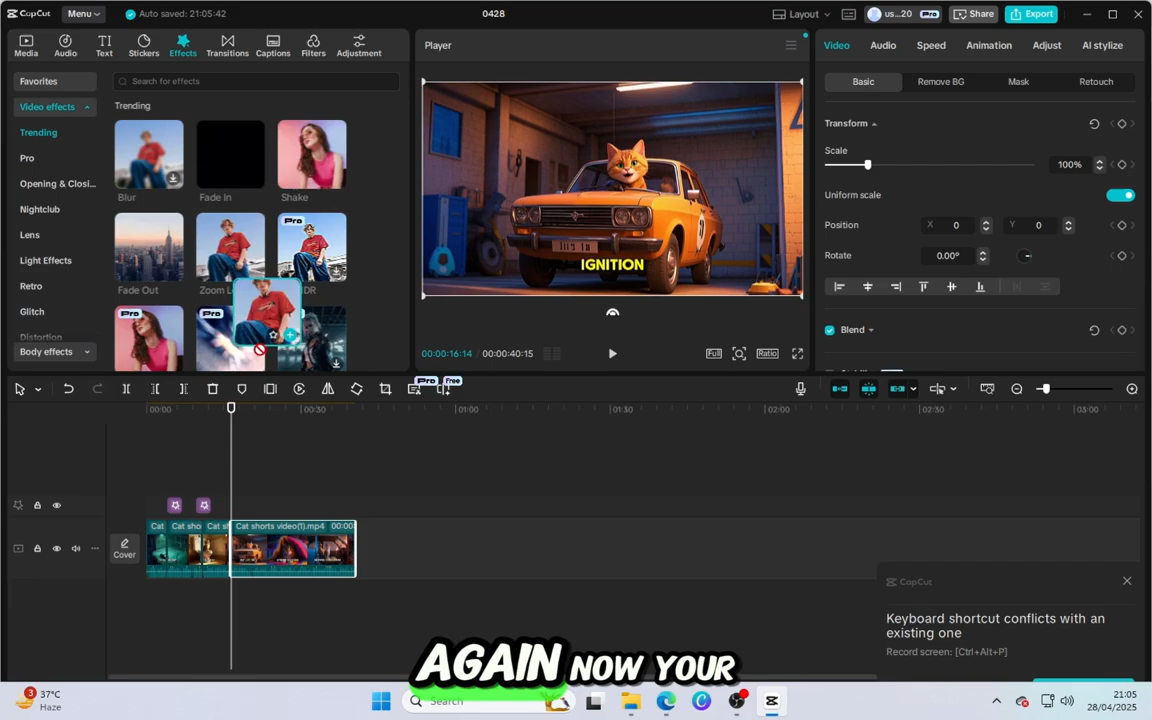 CapCut
Menu
Auto saved: 21:05:42
0428
Layout
us...20
Pro
Share
Export
Media
Audio
Text
Stickers
Effects
Transitions
Captions
Filters
Adjustment
Favorites
Search for effects
Video effects
Trending
Trending
Pro
Opening & Closi...
Nightclub
Lens
Light Effects
Retro
Glitch
Distortion
Body effects
Blur
Fade In
Shake
Pro
Fade Out
Pro
Pro
Player
IGNITION
00:00:16:14 / 00:00:40:15
Full
Ratio
Video
Audio
Speed
Animation
Adjust
AI stylize
Basic
Remove BG
Mask
Retouch
Transform
Scale
100%
Uniform scale
Position
X 0
Y 0
Rotate
0.00°
Blend
Pro
Free
00:00
00:30
01:00
01:30
02:00
02:30
03:00
Cover
Cat
Cat sho
Cat s
Cat shorts video(1).mp4
00:00
CapCut
Keyboard shortcut conflicts with an
existing one
Record screen: [Ctrl+Alt+P]
AGAIN NOW YOUR
3
37°C
Haze
Search
21:05
28/04/2025